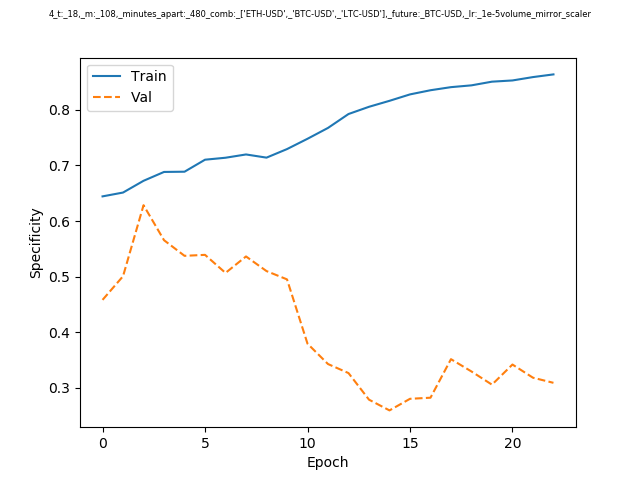 4_t:_18,_m:_108,_minutes_apart:_480_comb:_['ETH-USD',_'BTC-USD',_'LTC-USD'],_future:_BTC-USD,_lr:_1e-5volume_mirror_scaler
Train
Val
0.8
0.7
0.6
0.5
0.4
0.3
Specificity
0 5 10 15 20
Epoch